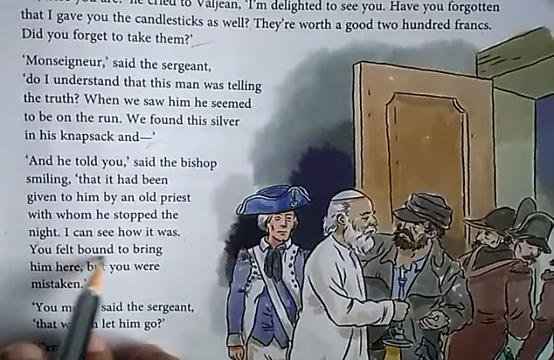 he cried to Valjean, 'I'm delighted to see you. Have you forgotten
that I gave you the candlesticks as well? They're worth a good two hundred francs.
Did you forget to take them?'
'Monseigneur,' said the sergeant,
'do I understand that this man was telling
the truth? When we saw him he seemed
to be on the run. We found this silver
in his knapsack and—'
'And he told you,' said the bishop
smiling, 'that it had been
given to him by an old priest
with whom he stopped the
night. I can see how it was.
You felt bound to bring
him here, but you were
mistaken.'
'You said the sergeant,
'that let him go?'